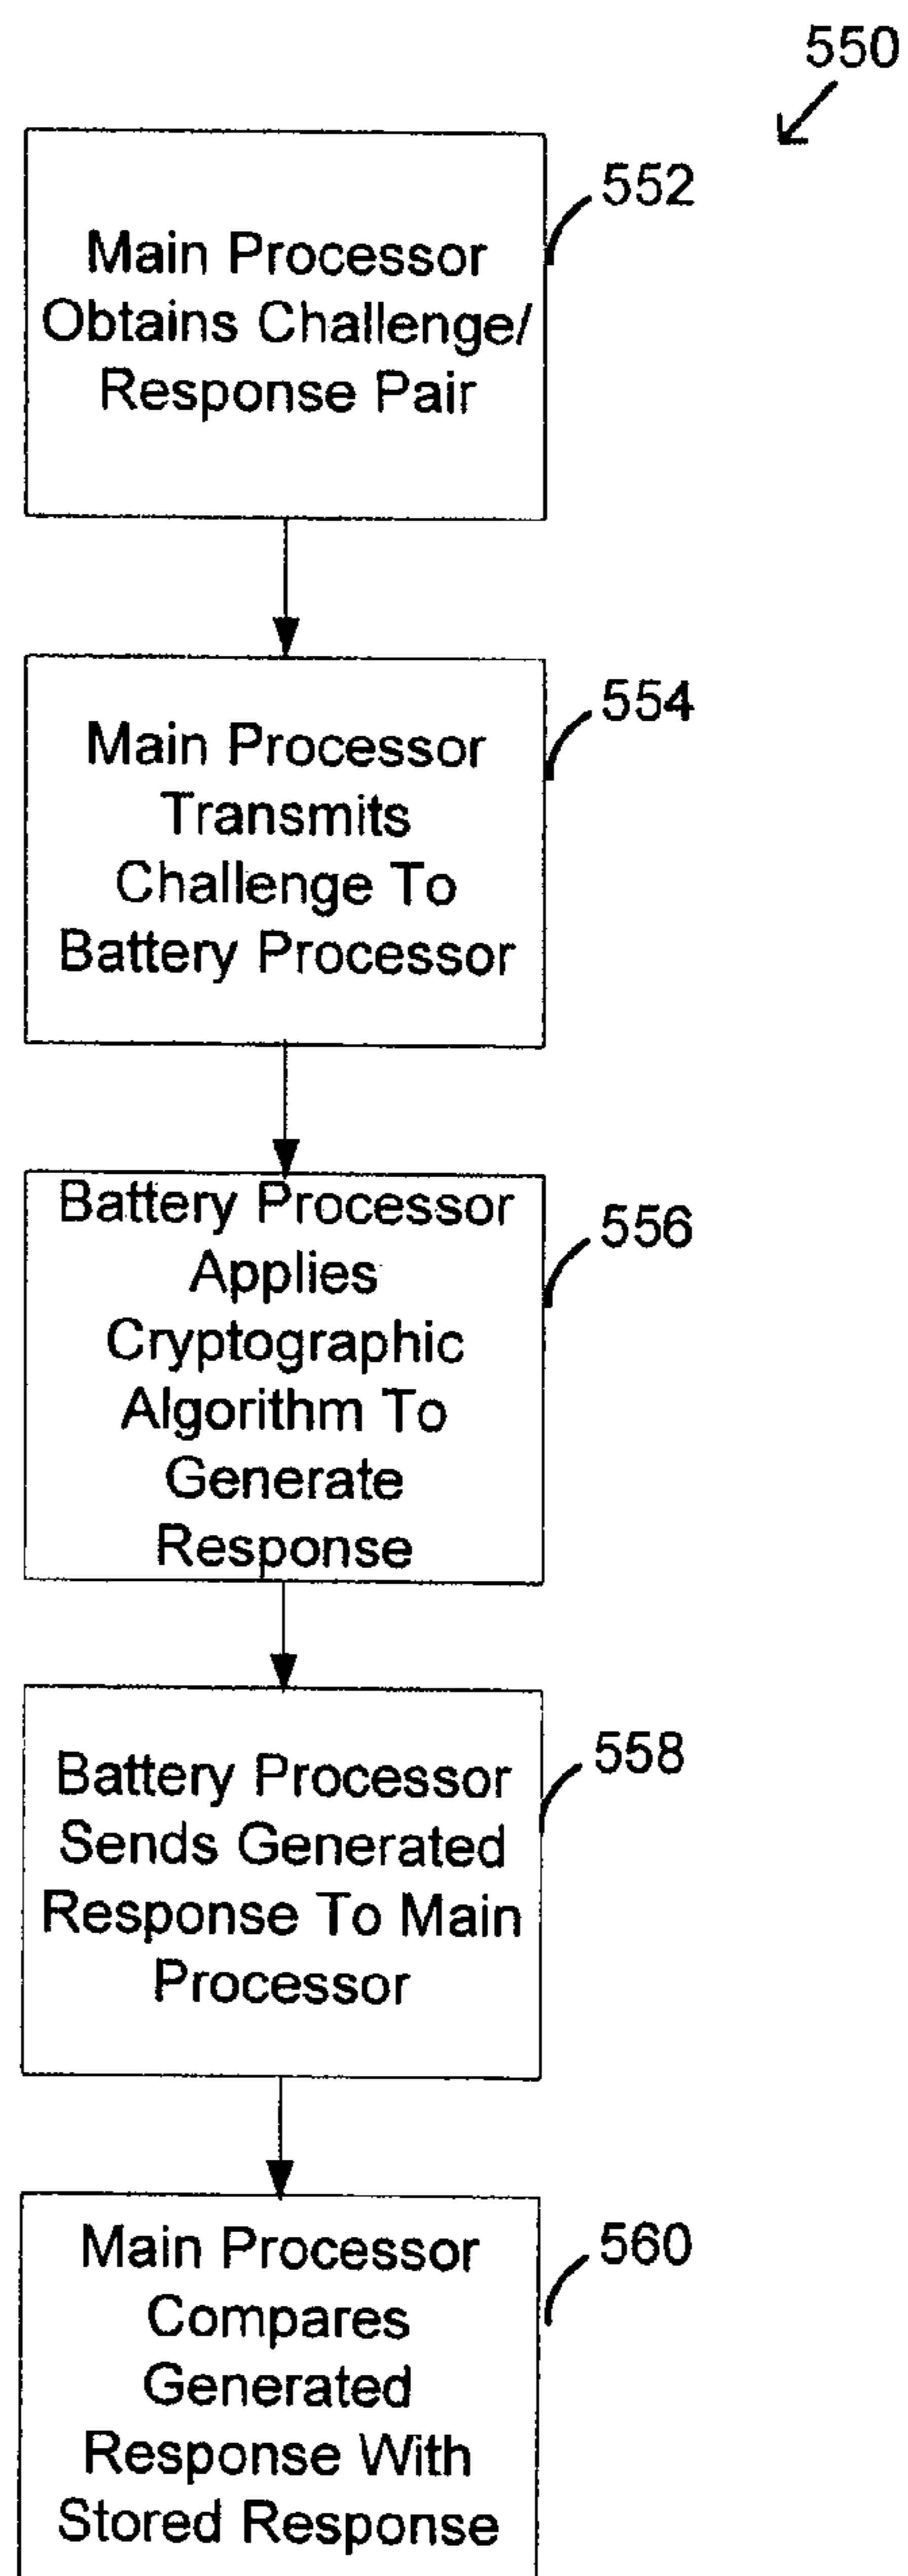 550
552
Main Processor
Obtains Challenge/
Response Pair
554
Main Processor
Transmits
Challenge To
Battery Processor
556
Battery Processor
Applies
Cryptographic
Algorithm To
Generate
Response
558
Battery Processor
Sends Generated
Response To Main
Processor
560
Main Processor
Compares
Generated
Response With
Stored Response